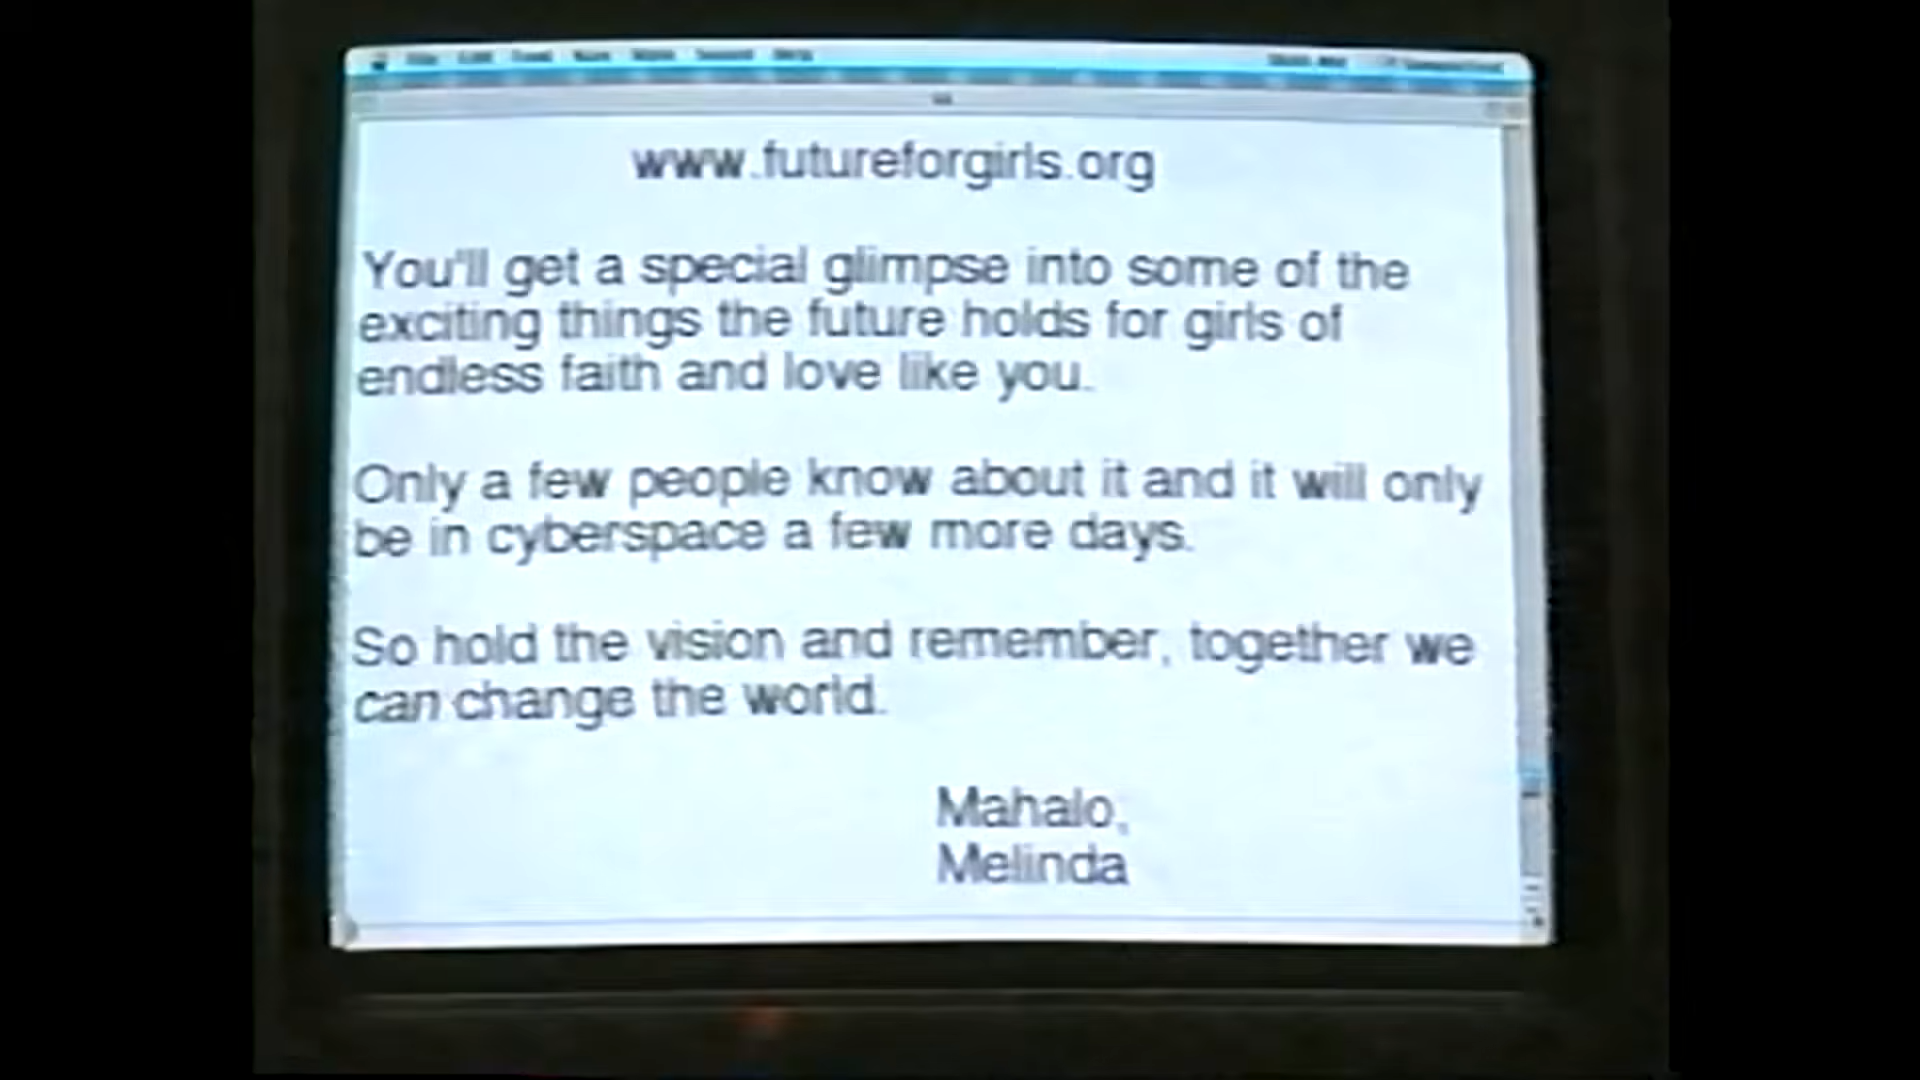 www.futureforgirls.org
You'll get a special glimpse into some of the
exciting things the future holds for girls of
endless faith and love like you.
Only a few people know about it and it will only
be in cyberspace a few more days.
So hold the vision and remember, together we
can change the world.
Mahalo,
Melinda